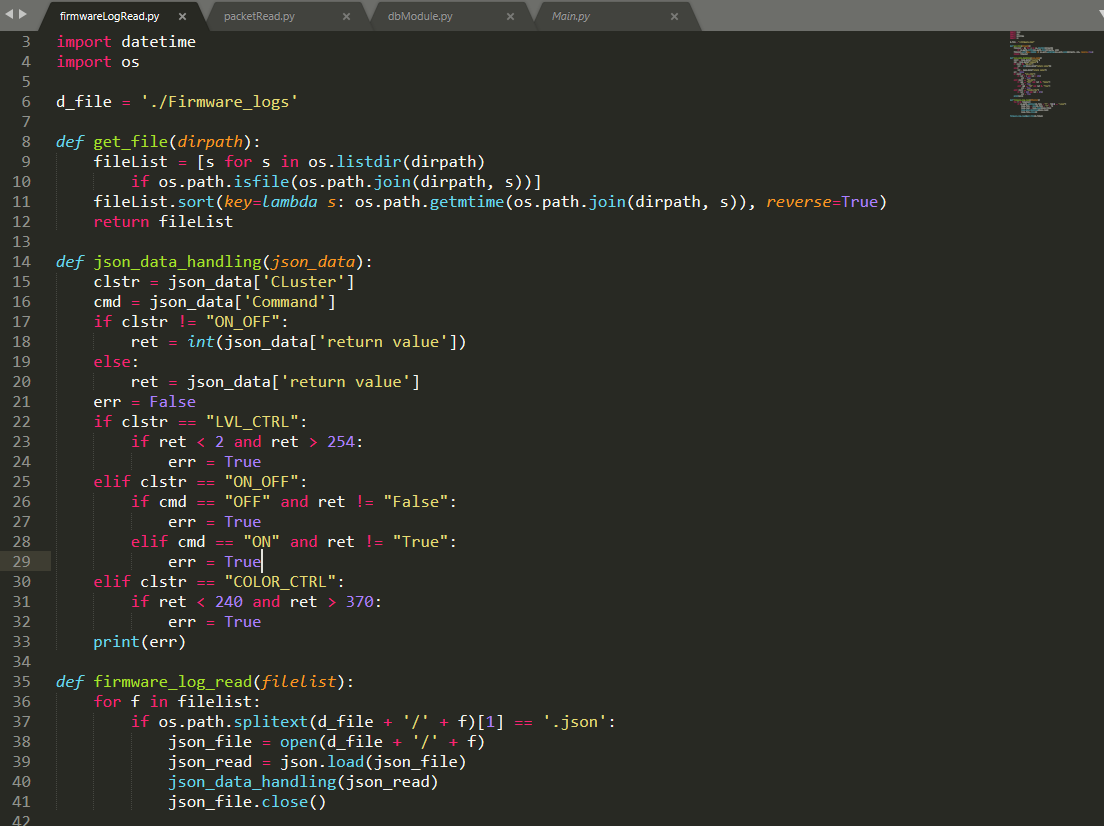 firmwareLogRead.py × packetRead.py × dbModule.py × Main.py ×
3 import datetime
4 import os
5
6 d_file = './Firmware_logs'
7
8 def get_file(dirpath):
9     fileList = [s for s in os.listdir(dirpath)
10         if os.path.isfile(os.path.join(dirpath, s))]
11     fileList.sort(key=lambda s: os.path.getmtime(os.path.join(dirpath, s)), reverse=True)
12     return fileList
13
14 def json_data_handling(json_data):
15     clstr = json_data['CLuster']
16     cmd = json_data['Command']
17     if clstr != "ON_OFF":
18         ret = int(json_data['return value'])
19     else:
20         ret = json_data['return value']
21     err = False
22     if clstr == "LVL_CTRL":
23         if ret < 2 and ret > 254:
24             err = True
25     elif clstr == "ON_OFF":
26         if cmd == "OFF" and ret != "False":
27             err = True
28         elif cmd == "ON" and ret != "True":
29             err = True
30     elif clstr == "COLOR_CTRL":
31         if ret < 240 and ret > 370:
32             err = True
33     print(err)
34
35 def firmware_log_read(filelist):
36     for f in filelist:
37         if os.path.splitext(d_file + '/' + f)[1] == '.json':
38             json_file = open(d_file + '/' + f)
39             json_read = json.load(json_file)
40             json_data_handling(json_read)
41             json_file.close()
42